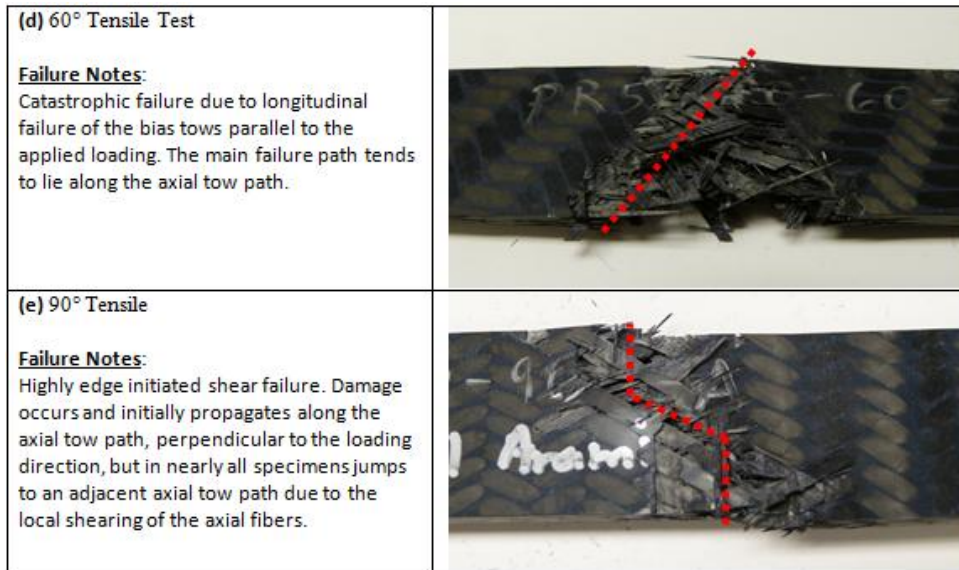 (d) 60° Tensile Test
Failure Notes:
Catastrophic failure due to longitudinal
failure of the bias tows parallel to the
applied loading. The main failure path tends
to lie along the axial tow path.
PR5
-60-
(e) 90° Tensile
Failure Notes:
Highly edge initiated shear failure. Damage
occurs and initially propagates along the
axial tow path, perpendicular to the loading
direction, but in nearly all specimens jumps
to an adjacent axial tow path due to the
local shearing of the axial fibers.